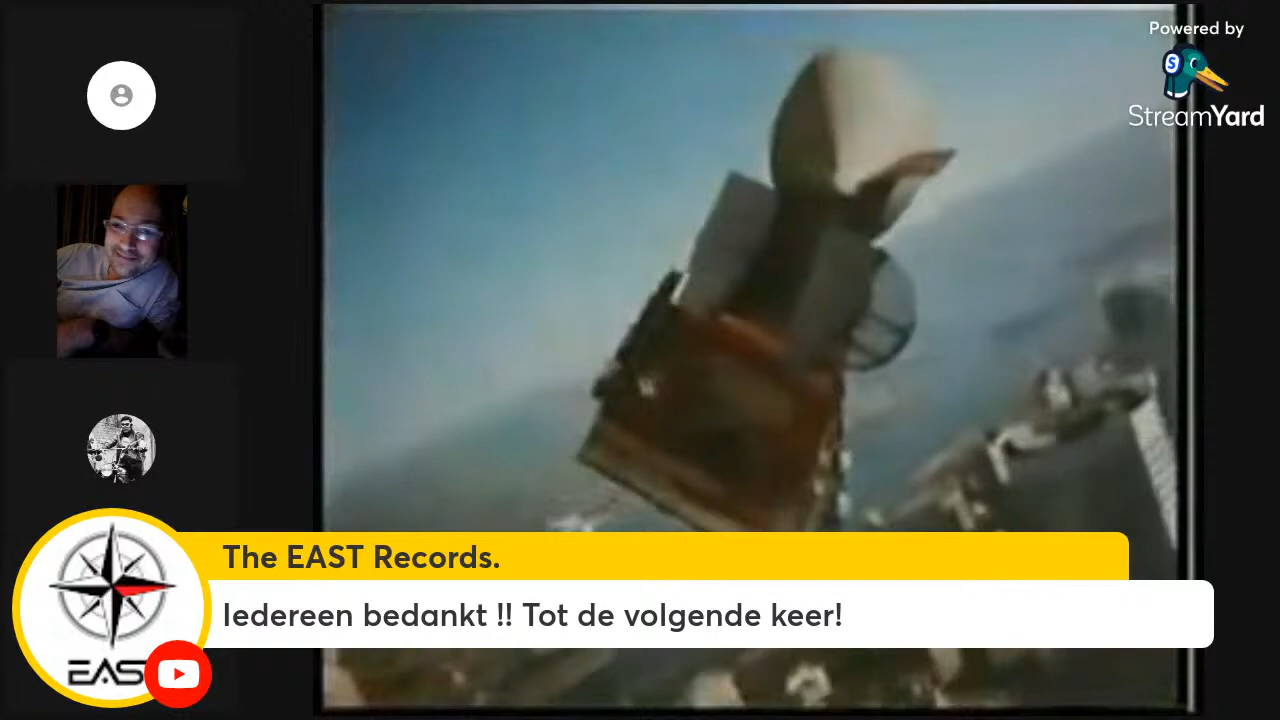 Powered by
S
StreamYard
The EAST Records.
Iedereen bedankt !! Tot de volgende keer!
EAS